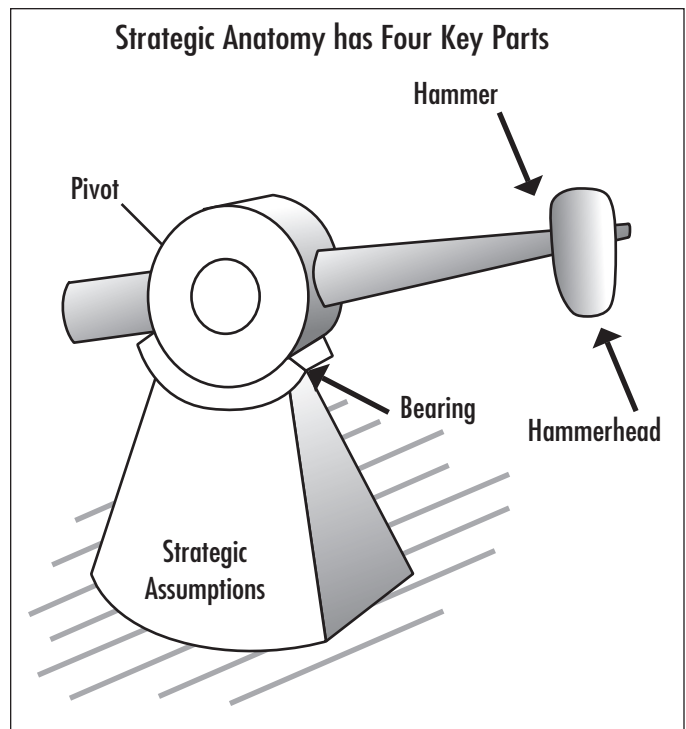 Strategic Anatomy has Four Key Parts
Hammer
Pivot
Bearing
Hammerhead
Strategic
Assumptions